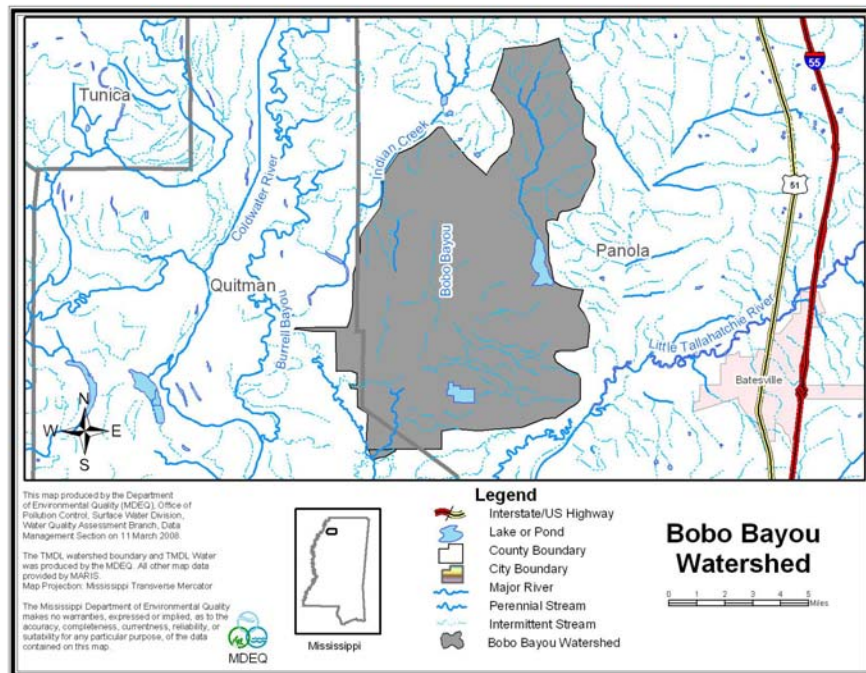 Tunica
Coldwater River
Quitman
Burrell Bayou
Indian Creek
Bobo Bayou
Panola
Little Tallahatchie River
Batesville
55
51
N
W E
S
This map produced by the Department
of Environmental Quality (MDEQ), Office of
Pollution Control, Surface Water Division,
Water Quality Assessment Branch, Data
Management Section on 11 March 2008.
The TMDL watershed boundary and TMDL Water
was produced by the MDEQ. All other map data
provided by MARIS.
Map Projection: Mississippi Transverse Mercator
The Mississippi Department of Environmental Quality
makes no warranties, expressed or implied, as to the
accuracy, completeness, currentness, reliability, or
suitability for any particular purpose, of the data
contained on this map.
MDEQ
Mississippi
Legend
Interstate/US Highway
Lake or Pond
County Boundary
City Boundary
Major River
Perennial Stream
Intermittent Stream
Bobo Bayou Watershed
Bobo Bayou
Watershed
0 1 2 3 4 5
Miles